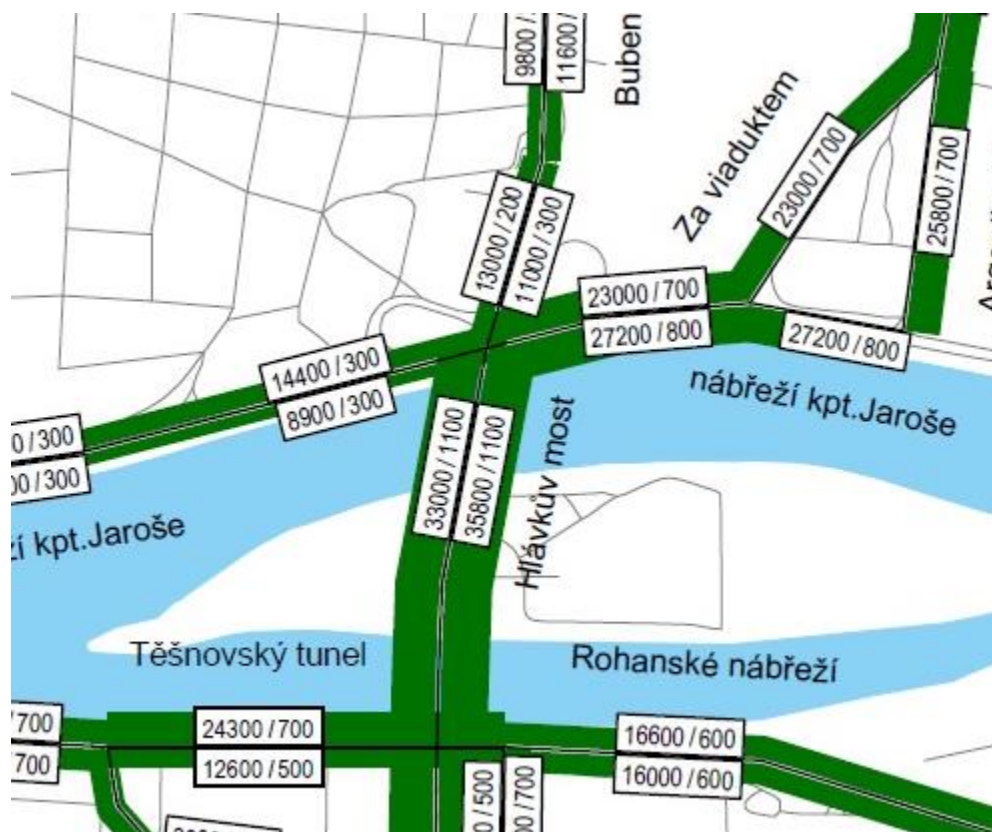 9800 /
11600 /
Buben
Za viaduktem
23000 / 700
25800 / 700
13000 / 200
11000 / 300
23000 / 700
27200 / 800
27200 / 800
14400 / 300
8900 / 300
nábřeží kpt.Jaroše
0 / 300
00 / 300
33000 / 1100
35800 / 1100
Hlávkův most
ží kpt.Jaroše
Těšnovský tunel
Rohanské nábřeží
/ 700
700
24300 / 700
12600 / 500
16600 / 600
16000 / 600
0 / 500
0 / 700